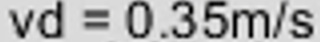 vd = 0.35m/s